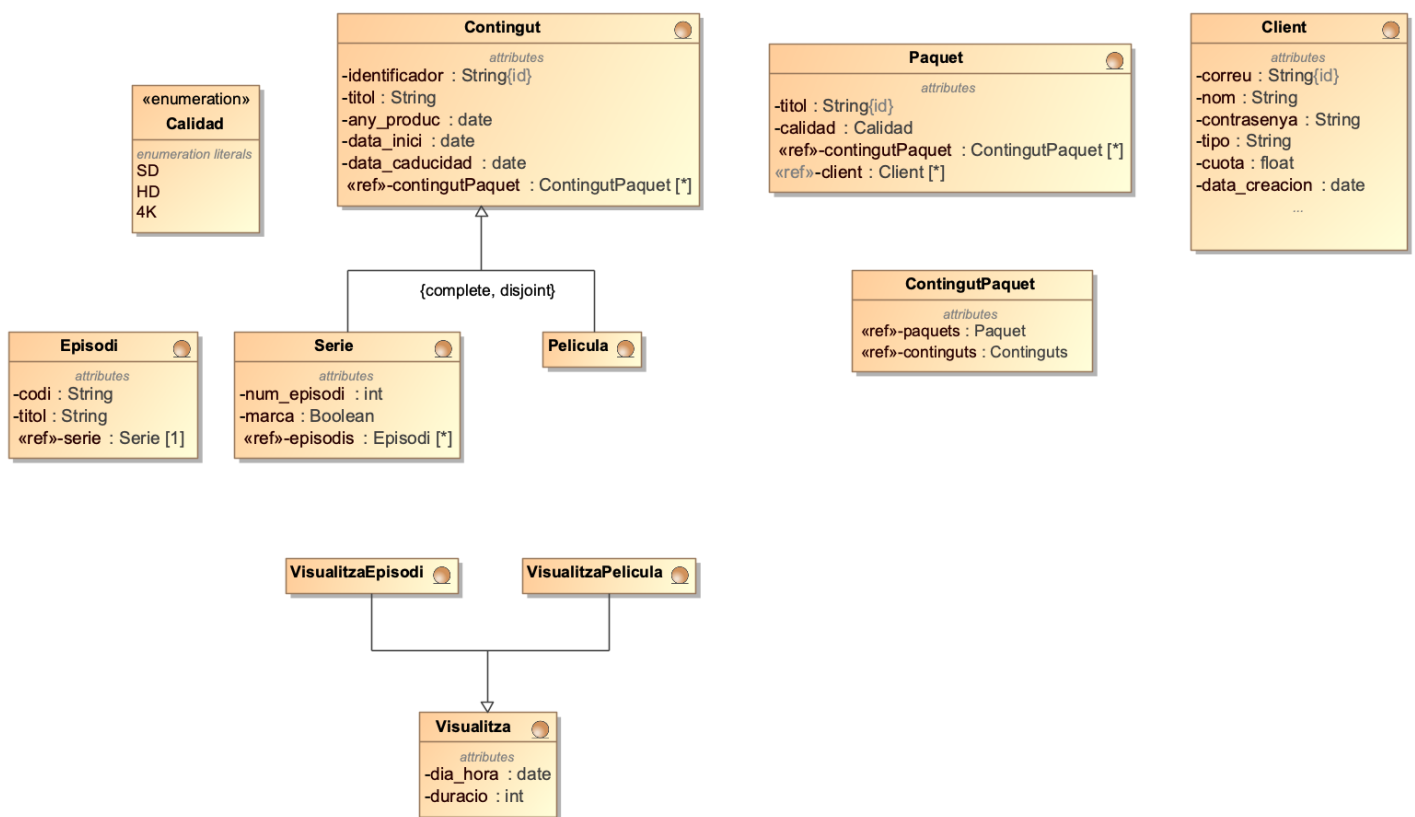 Contingut
attributes
-identificador : String{id}
-titol : String
-any_produc : date
-data_inici : date
-data_caducidad : date
«ref»-contingutPaquet : ContingutPaquet [*]
«enumeration»
Calidad
enumeration literals
SD
HD
4K
Paquet
attributes
-titol : String{id}
-calidad : Calidad
«ref»-contingutPaquet : ContingutPaquet [*]
«ref»-client : Client [*]
Client
attributes
-correu : String{id}
-nom : String
-contrasenya : String
-tipo : String
-cuota : float
-data_creacion : date
...
{complete, disjoint}
ContingutPaquet
attributes
«ref»-paquets : Paquet
«ref»-continguts : Continguts
Episodi
attributes
-codi : String
-titol : String
«ref»-serie : Serie [1]
Serie
attributes
-num_episodi : int
-marca : Boolean
«ref»-episodis : Episodi [*]
Pelicula
VisualitzaEpisodi
VisualitzaPelicula
Visualitza
attributes
-dia_hora : date
-duracio : int